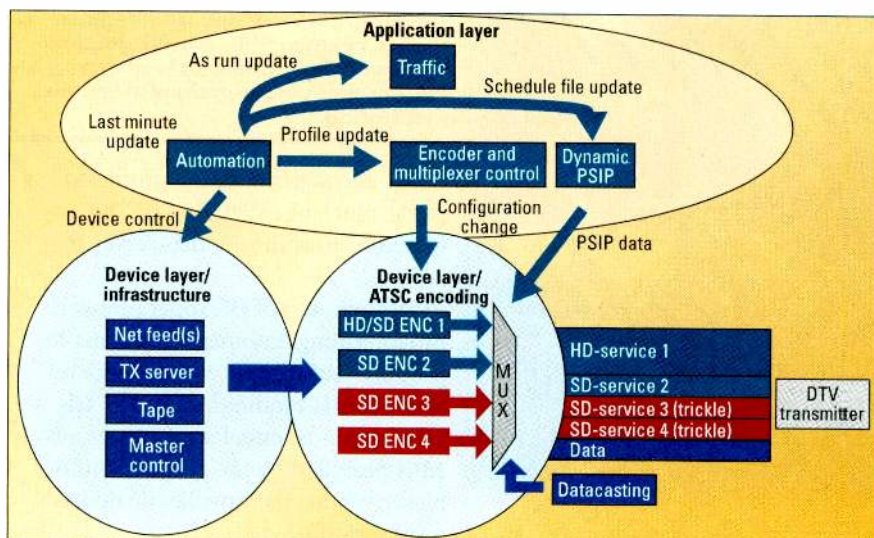 Application layer
As run update
Traffic
Schedule file update
Last minute
update
Automation
Profile update
Encoder and
multiplexer control
Dynamic
PSIP
Device control
Configuration
change
PSIP data
Device layer/
infrastructure
Net feed(s)
TX server
Tape
Master
control
Device layer/
ATSC encoding
HD/SD ENC 1
SD ENC 2
SD ENC 3
SD ENC 4
MUX
HD-service 1
SD-service 2
SD-service 3 (trickle)
SD-service 4 (trickle)
Data
DTV
transmitter
Datacasting